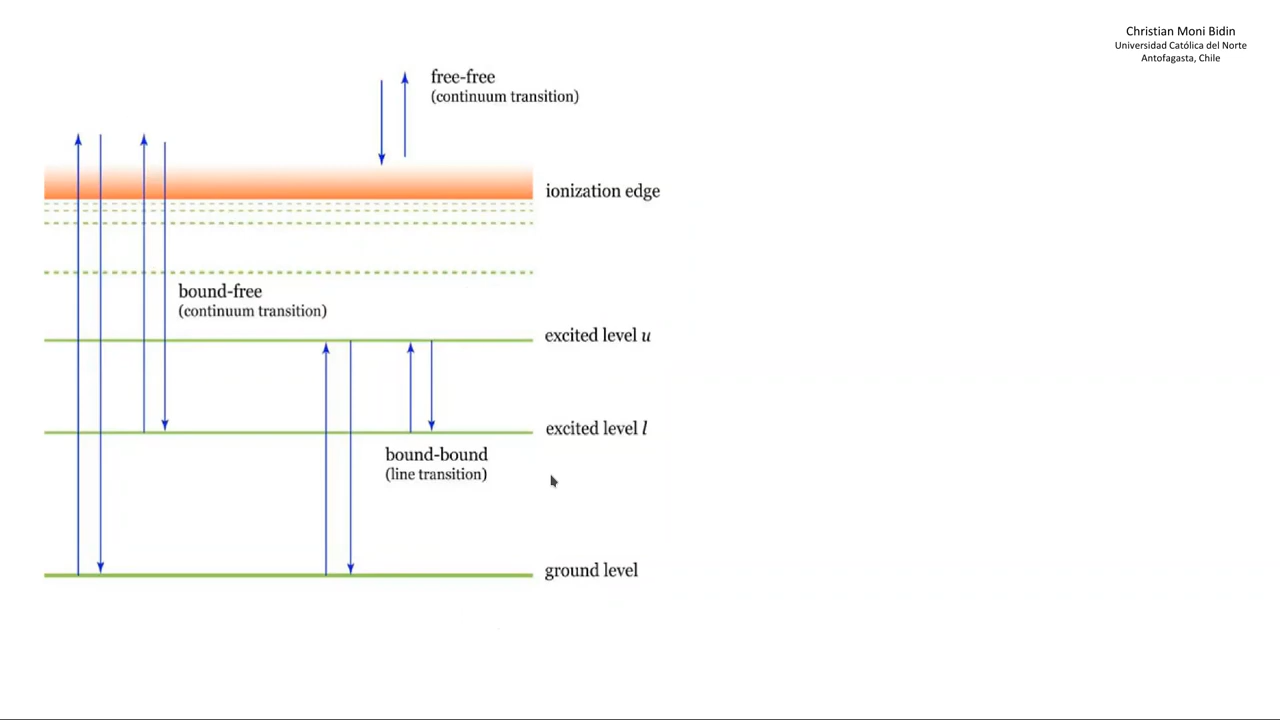 Christian Moni Bidin
Universidad Católica del Norte
Antofagasta, Chile
free-free
(continuum transition)
ionization edge
bound-free
(continuum transition)
excited level u
excited level l
bound-bound
(line transition)
ground level